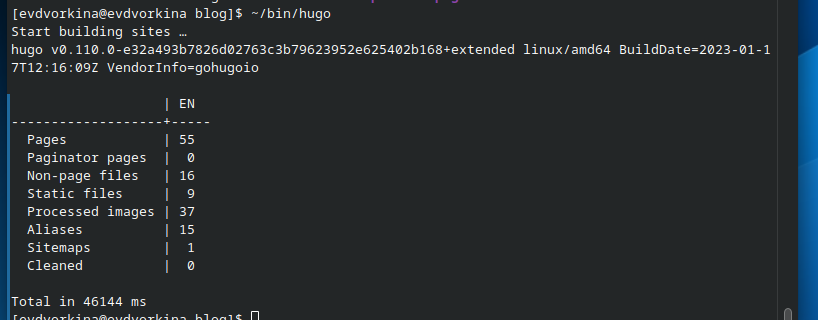 [evdvorkina@evdvorkina blog]$ ~/bin/hugo
Start building sites …
hugo v0.110.0-e32a493b7826d02763c3b79623952e625402b168+extended linux/amd64 BuildDate=2023-01-1
7T12:16:09Z VendorInfo=gohugoio
| EN
-------------------+-----
Pages | 55
Paginator pages | 0
Non-page files | 16
Static files | 9
Processed images | 37
Aliases | 15
Sitemaps | 1
Cleaned | 0
Total in 46144 ms
[evdvorkina@evdvorkina blog]$